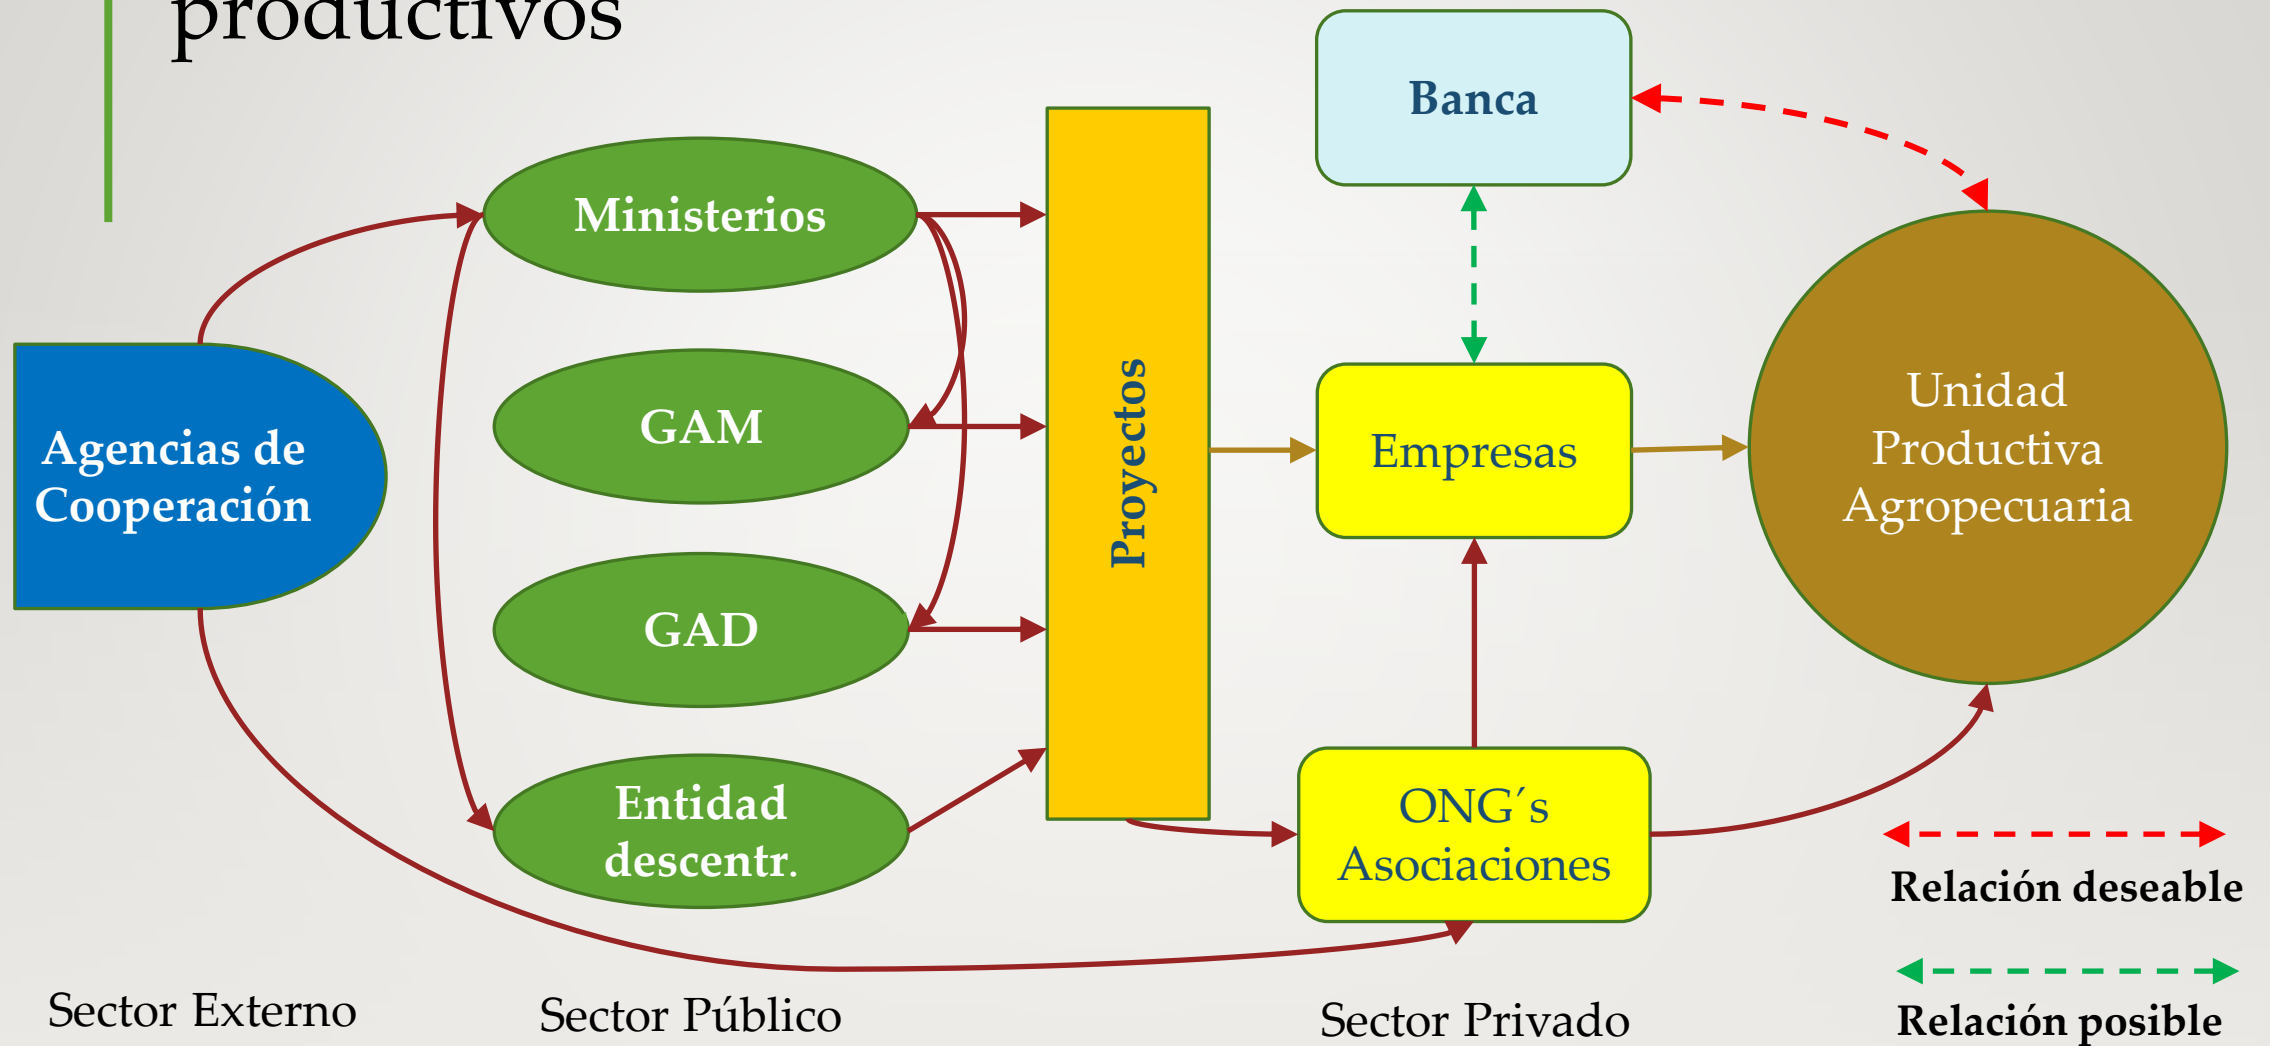 productivos
Banca
Ministerios
GAM
GAD
Entidad
descentr.
Agencias de
Cooperación
Proyectos
Empresas
ONG´s
Asociaciones
Unidad
Productiva
Agropecuaria
Relación deseable
Relación posible
Sector Externo
Sector Público
Sector Privado